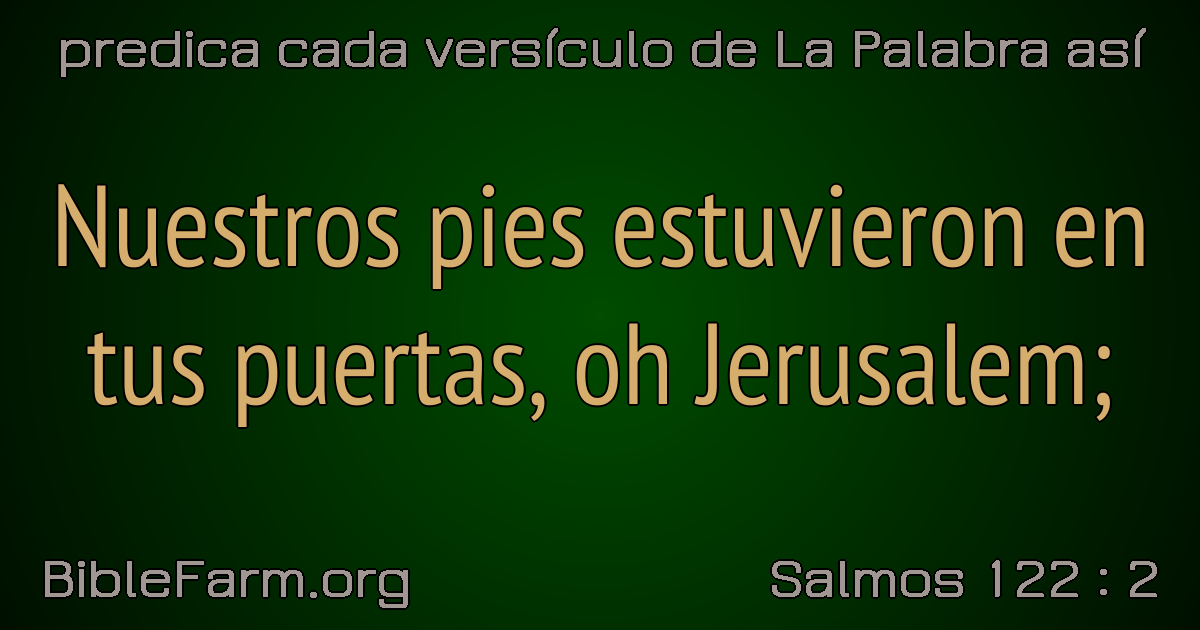 predica cada versículo de La Palabra así
Nuestros pies estuvieron en
tus puertas, oh Jerusalem;
BibleFarm.org
Salmos 122 : 2